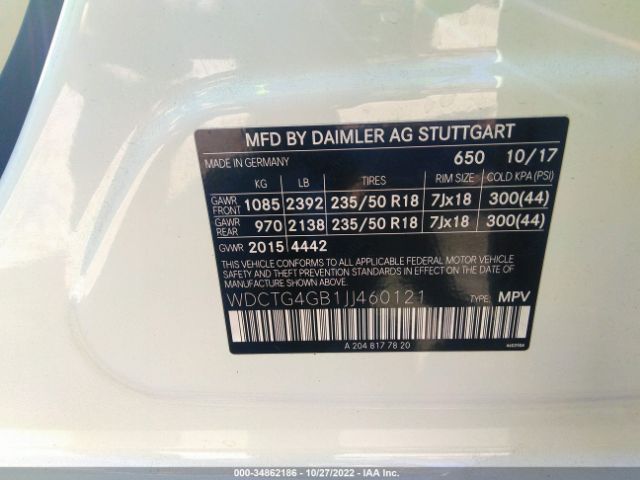 MFD BY DAIMLER AG STUTTGART
MADE IN GERMANY 650 10/17
KG LB TIRES RIM SIZE COLD KPA (PSI)
GAWR FRONT 1085 2392 235/50 R18 7Jx18 300(44)
GAWR REAR 970 2138 235/50 R18 7Jx18 300(44)
GVWR 2015 4442
THIS VEHICLE CONFORMS TO ALL APPLICABLE FEDERAL MOTOR VEHICLE
SAFETY, BUMPER, AND THEFT PREVENTION STANDARDS IN EFFECT ON THE DATE
OF MANUFACTURE SHOWN ABOVE.
WDCTG4GB1JJ460121 TYPE: MPV
A 204 817 78 20
000-34862186 - 10/27/2022 - IAA Inc.